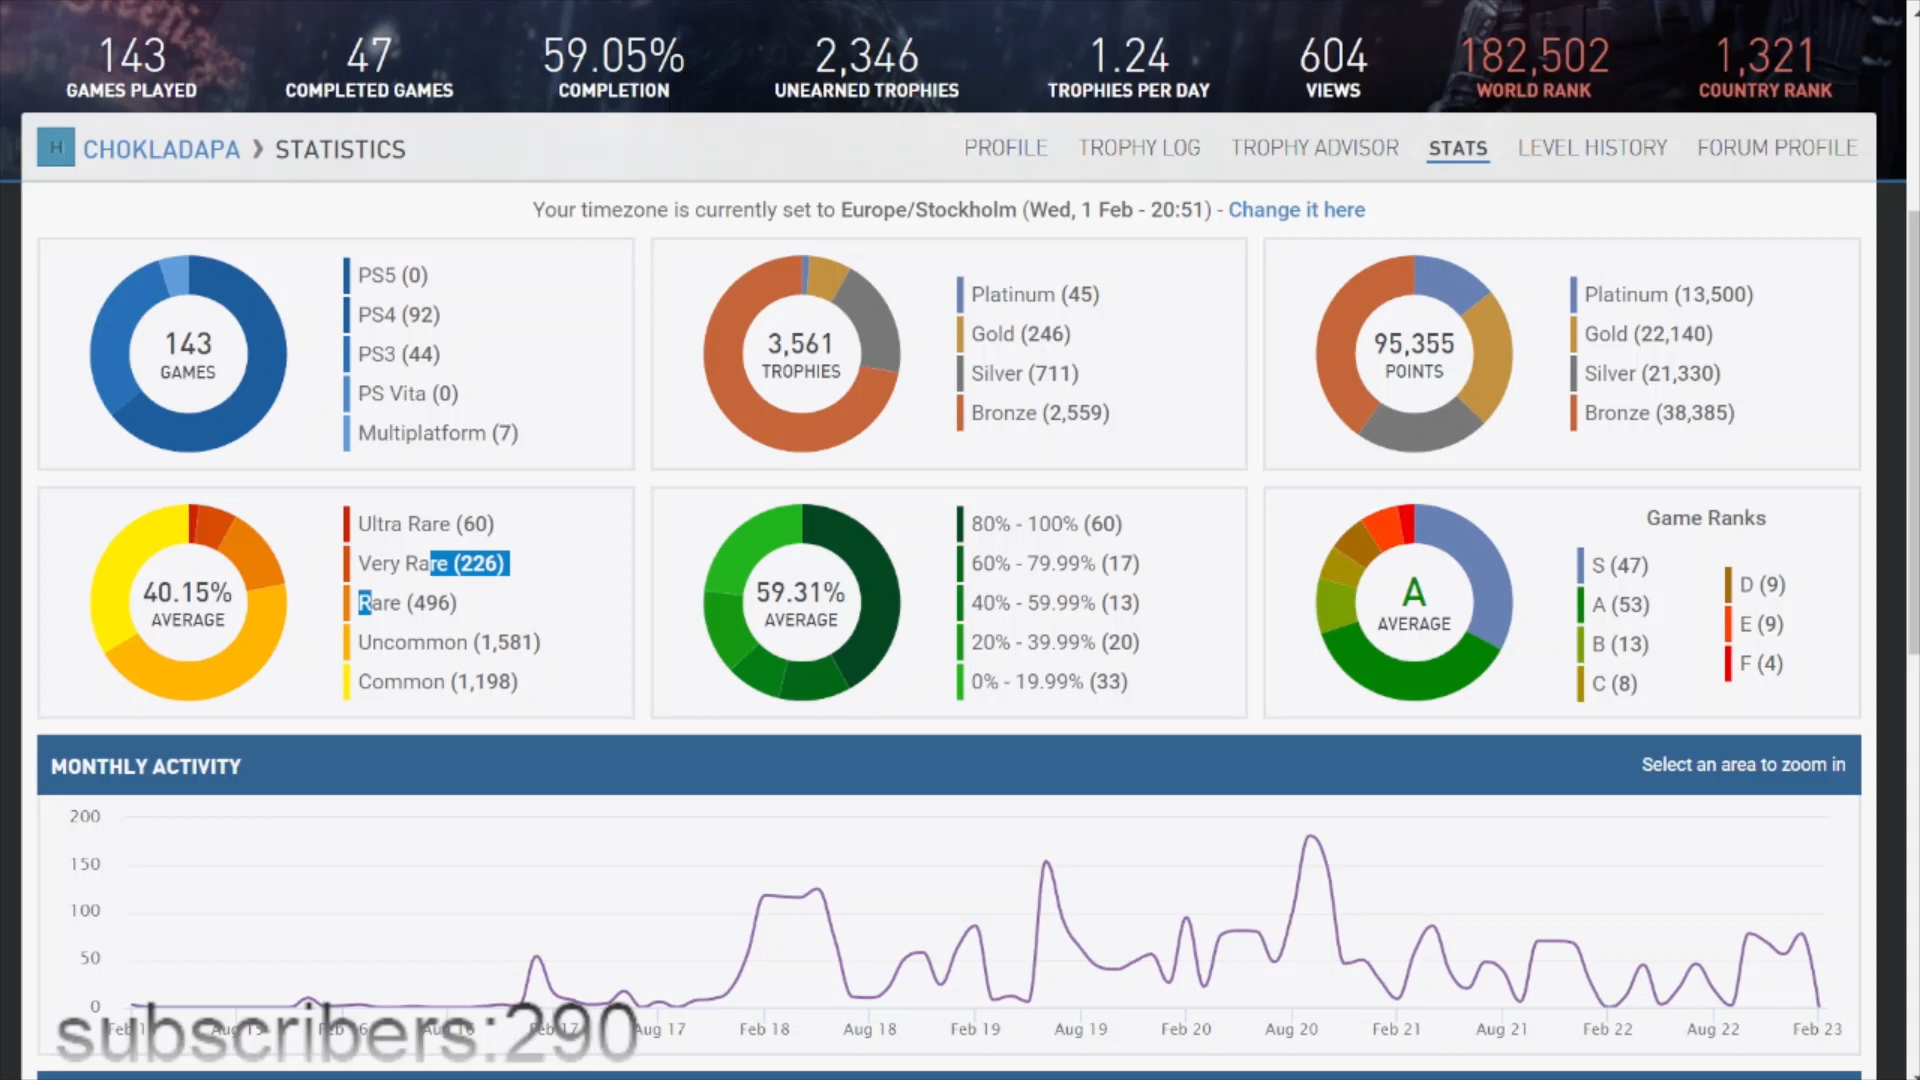 143 47 59.05% 2,346 1.24 604 182,502 1,321
GAMES PLAYED COMPLETED GAMES COMPLETION UNEARNED TROPHIES TROPHIES PER DAY VIEWS WORLD RANK COUNTRY RANK
H CHOKLADAPA › STATISTICS PROFILE TROPHY LOG TROPHY ADVISOR STATS LEVEL HISTORY FORUM PROFILE
Your timezone is currently set to Europe/Stockholm (Wed, 1 Feb - 20:51) - Change it here
143
GAMES
PS5 (0)
PS4 (92)
PS3 (44)
PS Vita (0)
Multiplatform (7)
3,561
TROPHIES
Platinum (45)
Gold (246)
Silver (711)
Bronze (2,559)
95,355
POINTS
Platinum (13,500)
Gold (22,140)
Silver (21,330)
Bronze (38,385)
40.15%
AVERAGE
Ultra Rare (60)
Very Rare (226)
Rare (496)
Uncommon (1,581)
Common (1,198)
59.31%
AVERAGE
80% - 100% (60)
60% - 79.99% (17)
40% - 59.99% (13)
20% - 39.99% (20)
0% - 19.99% (33)
A
AVERAGE
Game Ranks
S (47)
A (53)
B (13)
C (8)
D (9)
E (9)
F (4)
MONTHLY ACTIVITY Select an area to zoom in
200
150
100
50
0
Aug 15 Feb 16 Aug 16 Feb 17 Aug 17 Feb 18 Aug 18 Feb 19 Aug 19 Feb 20 Aug 20 Feb 21 Aug 21 Feb 22 Aug 22 Feb 23
subscribers:290